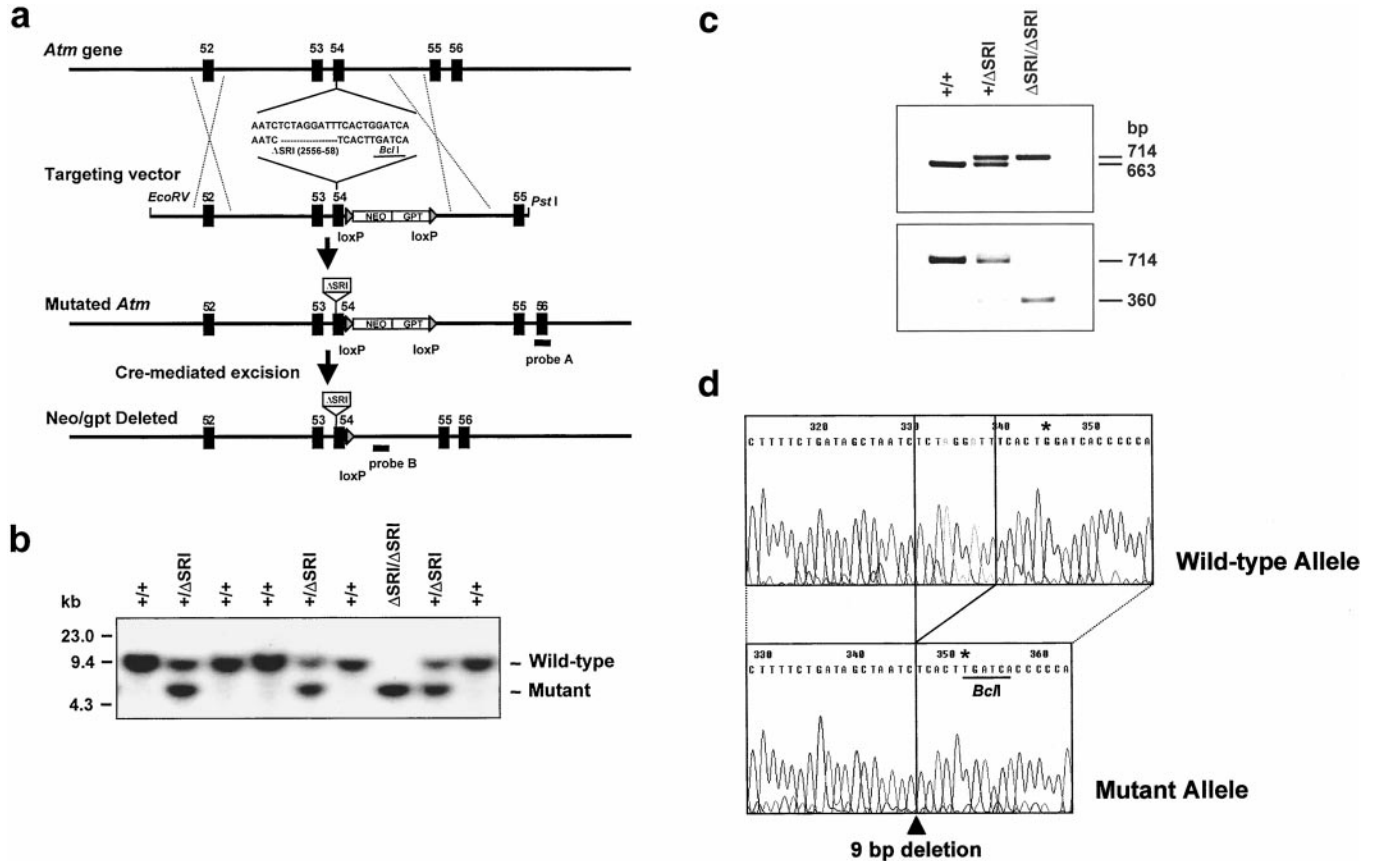 a
Atm gene
52 53 54 55 56
AATCTCTAGGATTTCACTGGATCA
AATC ----------------TCACTTGATCA
ΔSRI (2556-58) Bcl I
Targeting vector
EcoRV 52 53 54 55 Pst I
NEO GPT
loxP loxP
ΔSRI
Mutated Atm
52 53 54 55 56
NEO GPT
loxP loxP
probe A
Cre-mediated excision
ΔSRI
Neo/gpt Deleted
52 53 54 55 56
loxP probe B
b
kb
+/+ +/ΔSRI +/+ +/+ +/ΔSRI +/+ ΔSRI/ΔSRI +/ΔSRI +/+
23.0
9.4
4.3
~ Wild-type
~ Mutant
c
+/+ +/ΔSRI ΔSRI/ΔSRI
bp
714
663
714
360
d
320 330 340 * 350
CTTTTCTGATAGCTAATCTCTAGGATTTCACTGGATCACCCCCA
Wild-type Allele
330 340 350 * 360
CTTTTCTGATAGCTAATCTCACTTGATCACCCCCA
BclI
Mutant Allele
9 bp deletion